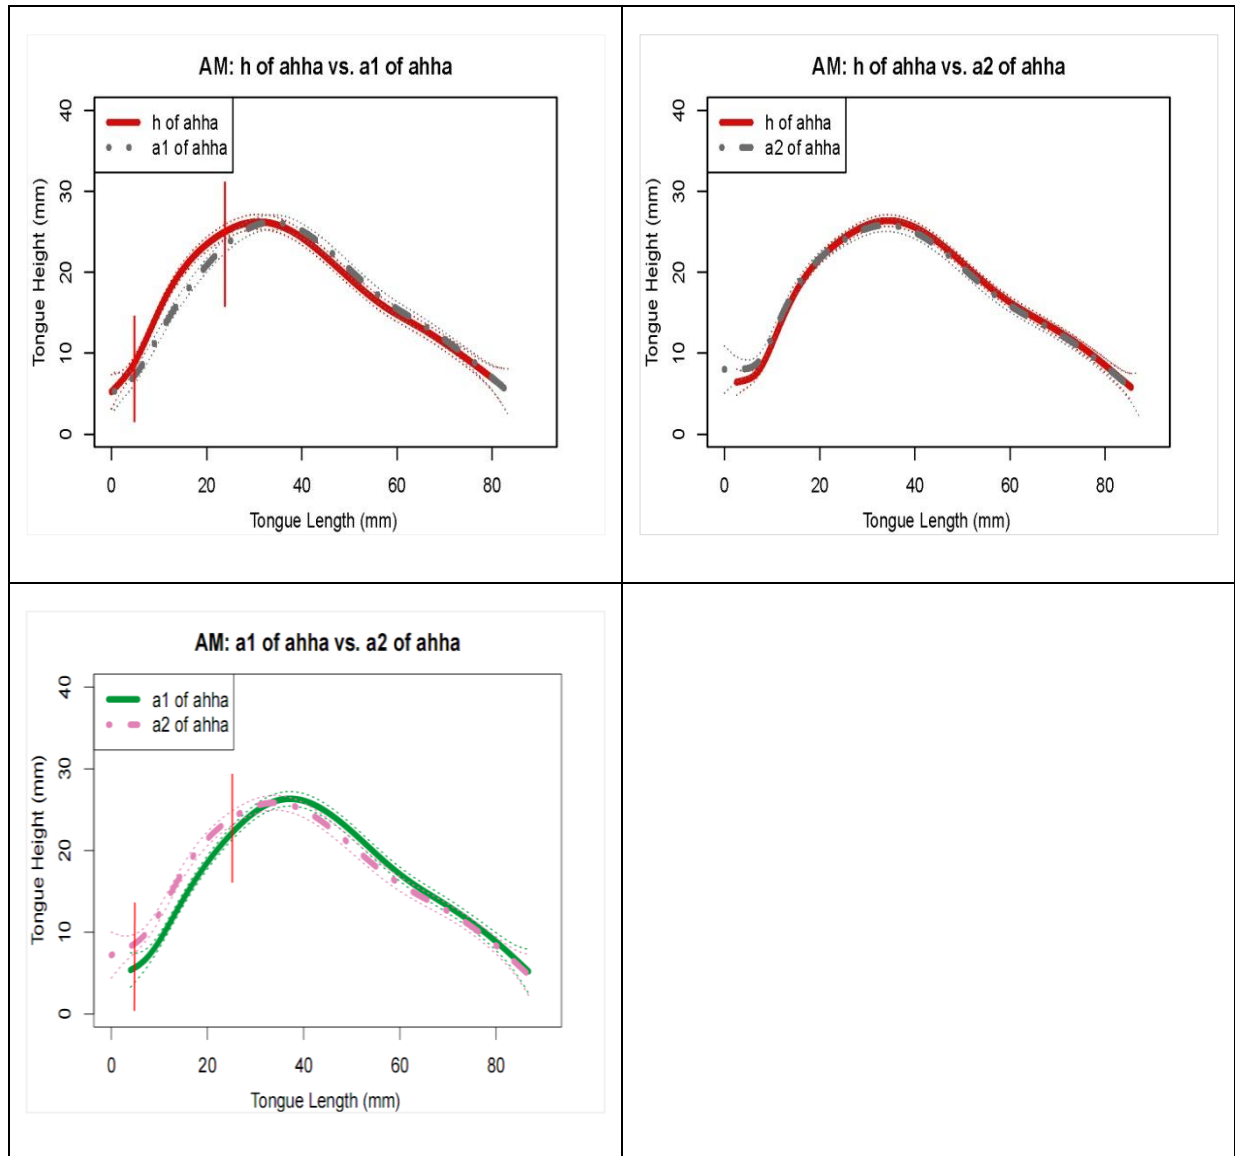 AM: h of ahha vs. a1 of ahha
h of ahha
a1 of ahha
Tongue Height (mm)
40
30
20
10
0
0 20 40 60 80
Tongue Length (mm)
AM: h of ahha vs. a2 of ahha
h of ahha
a2 of ahha
Tongue Height (mm)
40
30
20
10
0
0 20 40 60 80
Tongue Length (mm)
AM: a1 of ahha vs. a2 of ahha
a1 of ahha
a2 of ahha
Tongue Height (mm)
40
30
20
10
0
0 20 40 60 80
Tongue Length (mm)